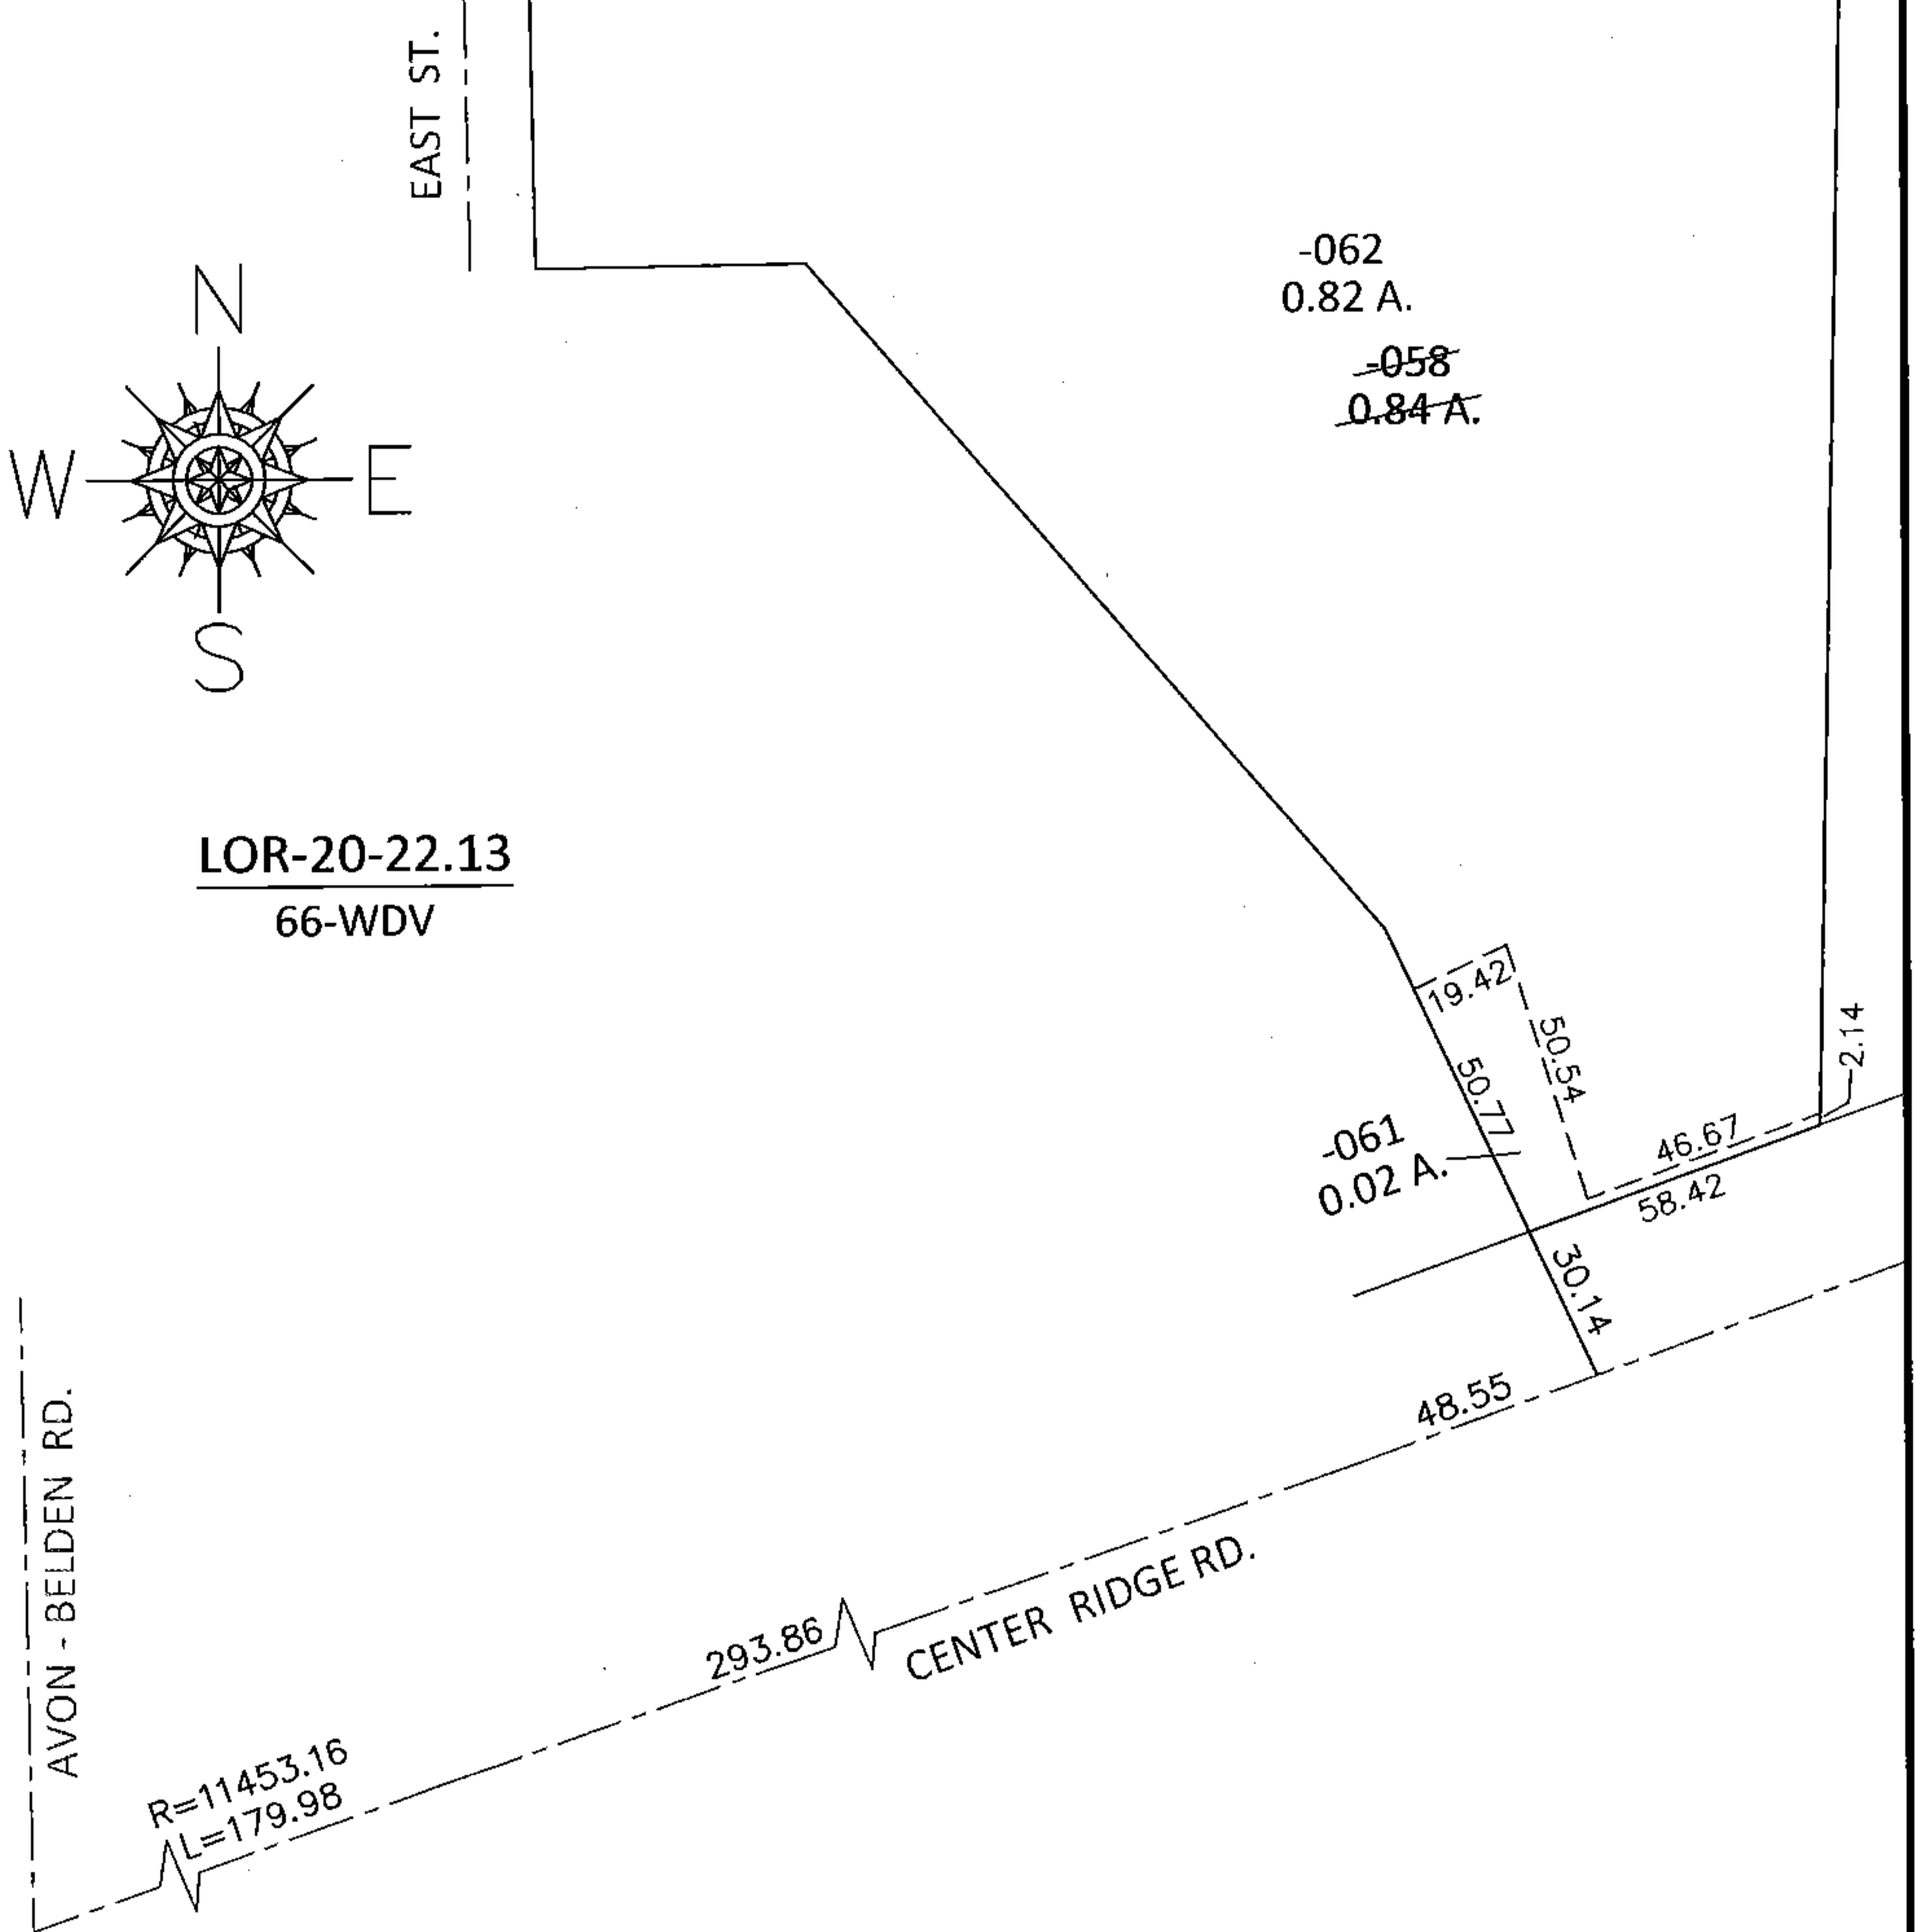 EAST ST.
N
W
E
S
-062
0.82 A.
-058
0.84 A.
LOR-20-22.13
66-WDV
19.42
50.54
50.77
2.14
-061
0.02 A.
46.67
58.42
30.14
48.55
AVON - BELDEN RD.
293.86
CENTER RIDGE RD.
R=11453.16
L=179.98